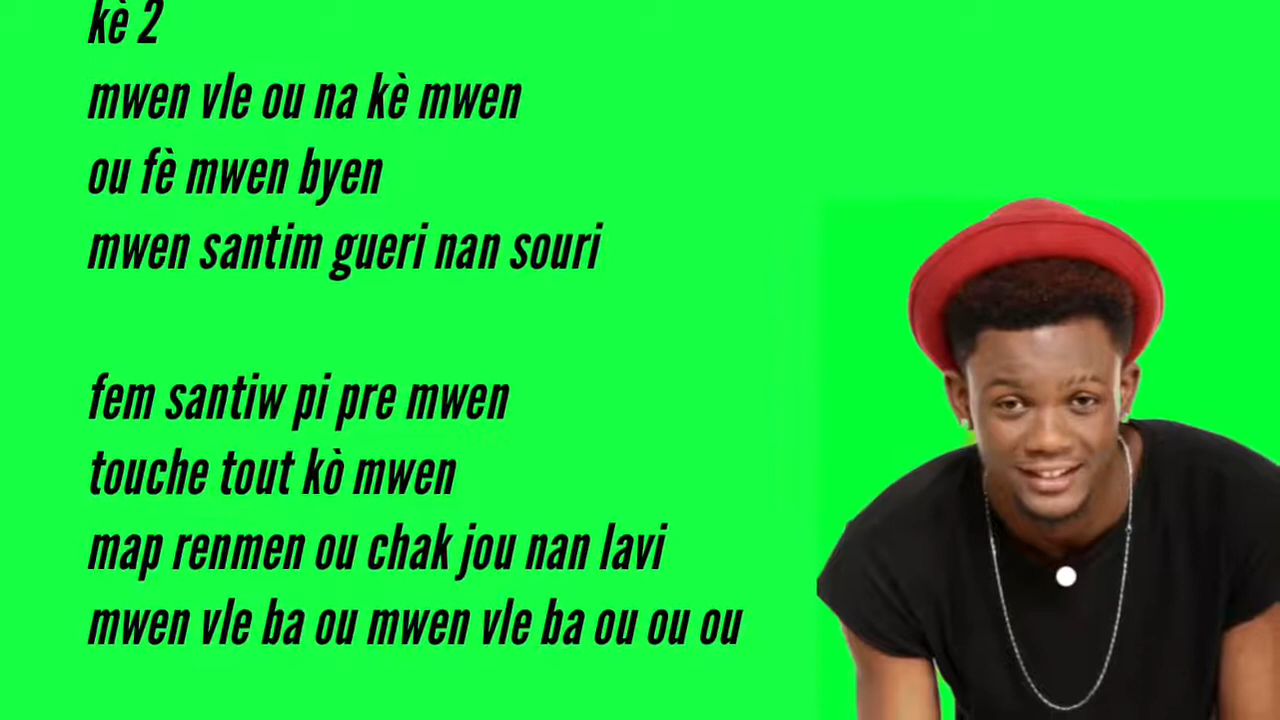 kè 2
mwen vle ou na kè mwen
ou fè mwen byen
mwen santim gueri nan souri
fem santiw pi pre mwen
touche tout kò mwen
map renmen ou chak jou nan lavi
mwen vle ba ou mwen vle ba ou ou ou